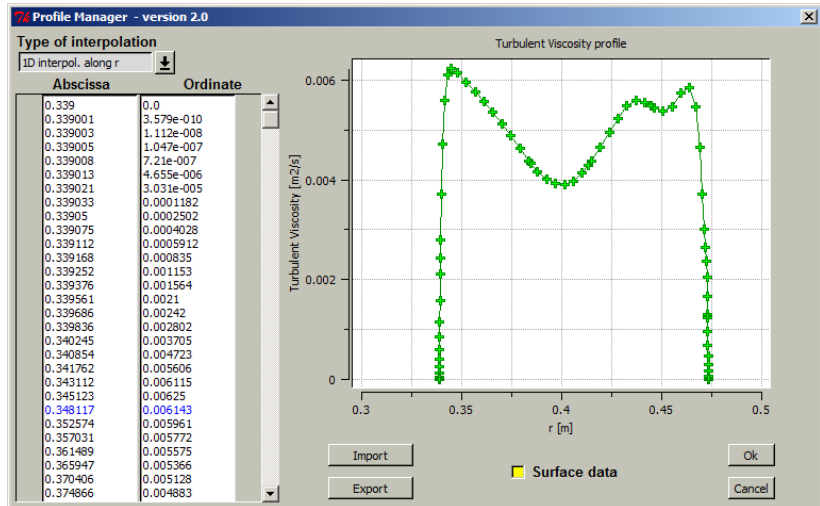 Profile Manager - version 2.0
Type of interpolation
1D interpol. along r
Abscissa Ordinate
0.339 0.0
0.339001 3.579e-010
0.339003 1.112e-008
0.339005 1.047e-007
0.339008 7.21e-007
0.339013 4.655e-006
0.339021 3.031e-005
0.339033 0.0001182
0.33905 0.0002502
0.339075 0.0004028
0.339112 0.0005912
0.339168 0.000835
0.339252 0.001153
0.339376 0.001564
0.339561 0.0021
0.339686 0.00242
0.339836 0.002802
0.340245 0.003705
0.340854 0.004723
0.341762 0.005606
0.343112 0.006115
0.345123 0.00625
0.348117 0.006143
0.352574 0.005961
0.357031 0.005772
0.361489 0.005575
0.365947 0.005366
0.370406 0.005128
0.374866 0.004883
Turbulent Viscosity profile
Turbulent Viscosity [m2/s]
0.006
0.004
0.002
0
0.3 0.35 0.4 0.45 0.5
r [m]
Import
Export
Surface data
Ok
Cancel